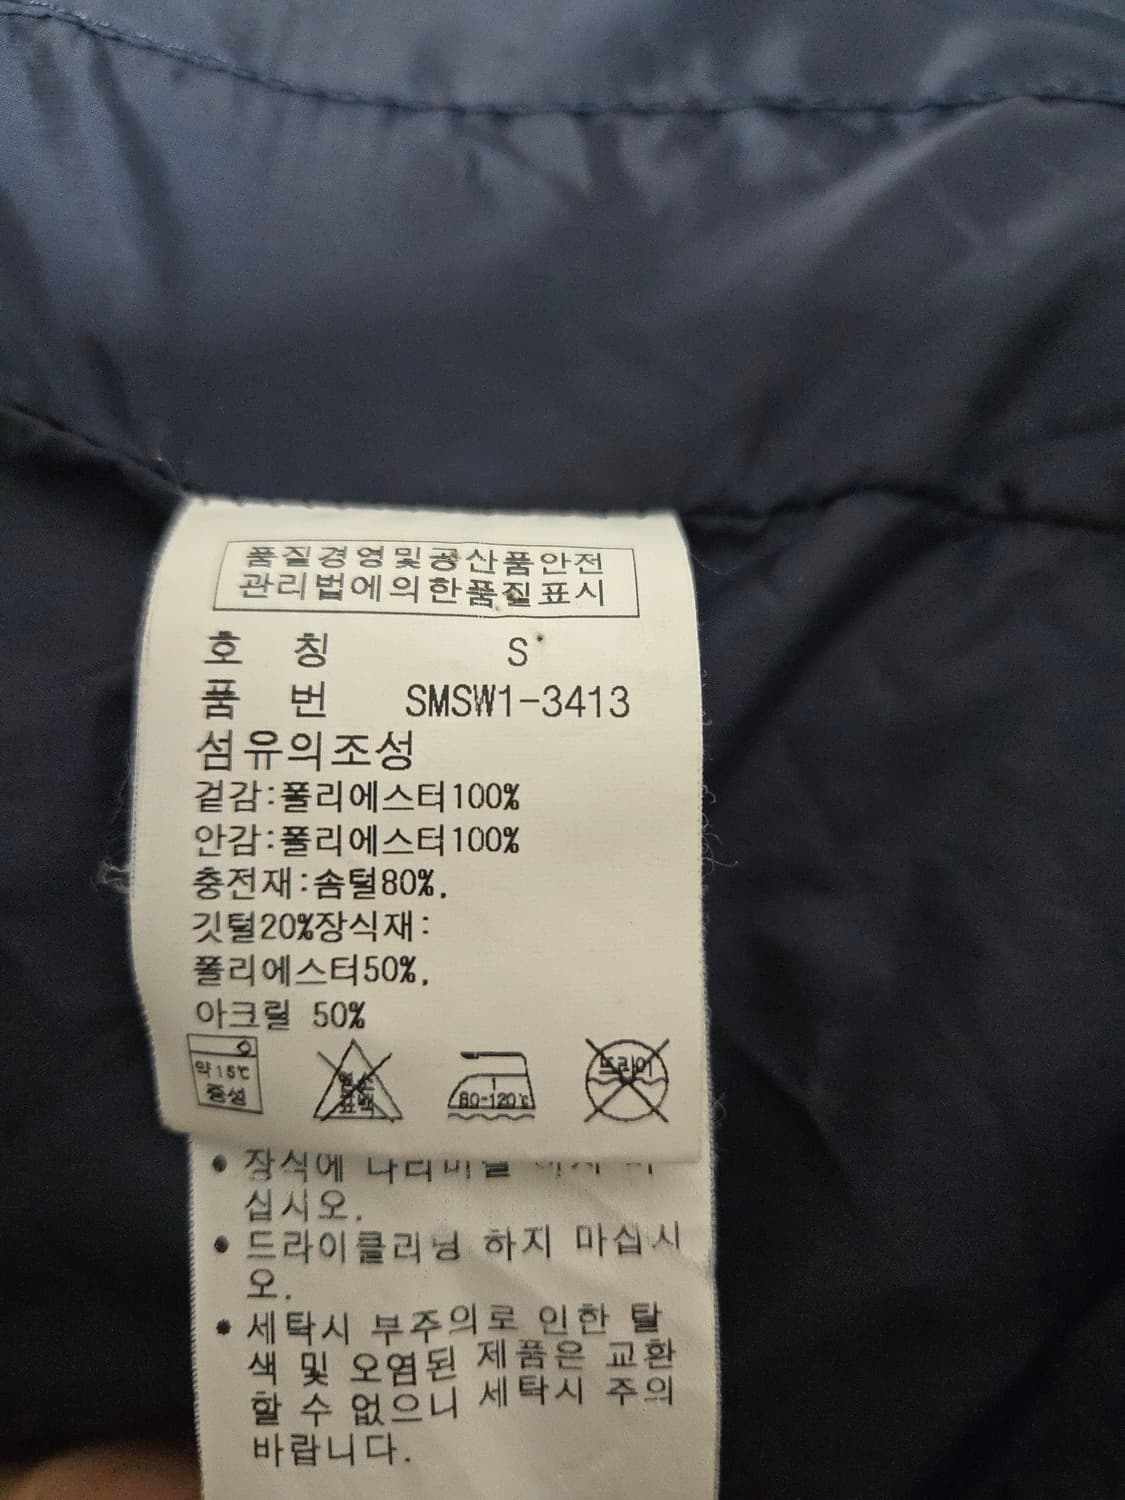 품질경영및공산품안전
관리법에의한품질표시
호 칭 S
품 번 SMSW1-3413
섬유의조성
겉감:폴리에스터100%
안감:폴리에스터100%
충전재:솜털80%,
깃털20%장식재:
폴리에스터50%,
아크릴 50%
약15℃
중성
염소
표백
80-120℃
드라이
• 장식에
십시오.
• 드라이클리닝 하지 마십시
오.
• 세탁시 부주의로 인한 탈
색 및 오염된 제품은 교환
할 수 없으니 세탁시 주의
바랍니다.